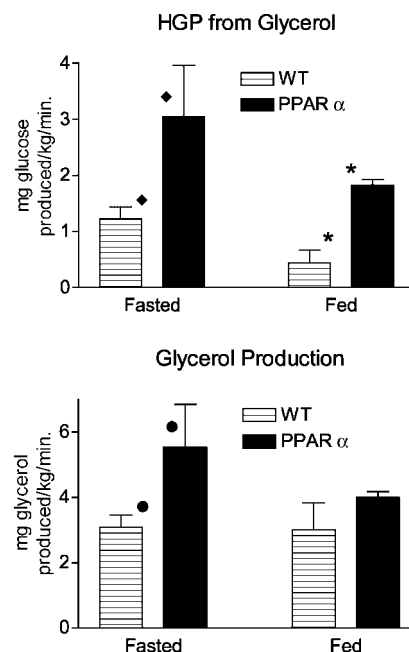 HGP from Glycerol
mg glucose
produced/kg/min.
4
3
2
1
0
WT
PPAR α
◆
◆
*
*
Fasted
Fed
Glycerol Production
mg glycerol
produced/kg/min.
6
4
2
0
WT
PPAR α
●
●
Fasted
Fed